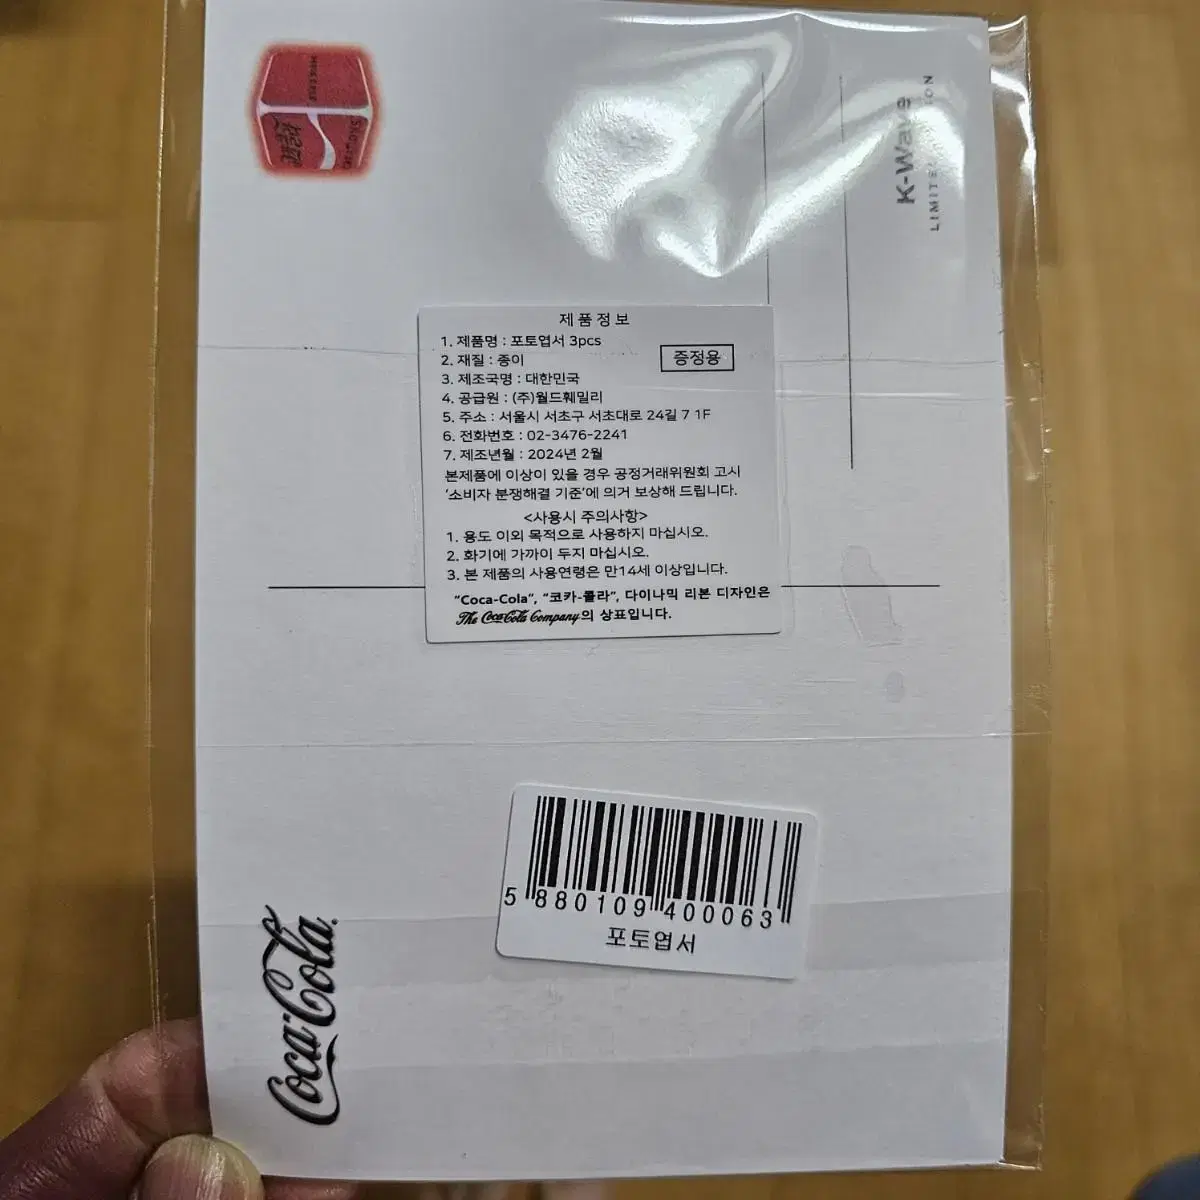 K-Wave
LIMITED EDITION
제품정보
1. 제품명 : 포토엽서 3pcs
2. 재질 : 종이
증정용
3. 제조국명 : 대한민국
4. 공급원 : (주)월드훼밀리
5. 주소 : 서울시 서초구 서초대로 24길 7 1F
6. 전화번호 : 02-3476-2241
7. 제조년월 : 2024년 2월
본제품에 이상이 있을 경우 공정거래위원회 고시
'소비자 분쟁해결 기준'에 의거 보상해 드립니다.
<사용시 주의사항>
1. 용도 이외 목적으로 사용하지 마십시오.
2. 화기에 가까이 두지 마십시오.
3. 본 제품의 사용연령은 만14세 이상입니다.
"Coca-Cola", "코카-콜라", 다이나믹 리본 디자인은
The Coca-Cola Company의 상표입니다.
5 880109 400063
포토엽서
Coca-Cola